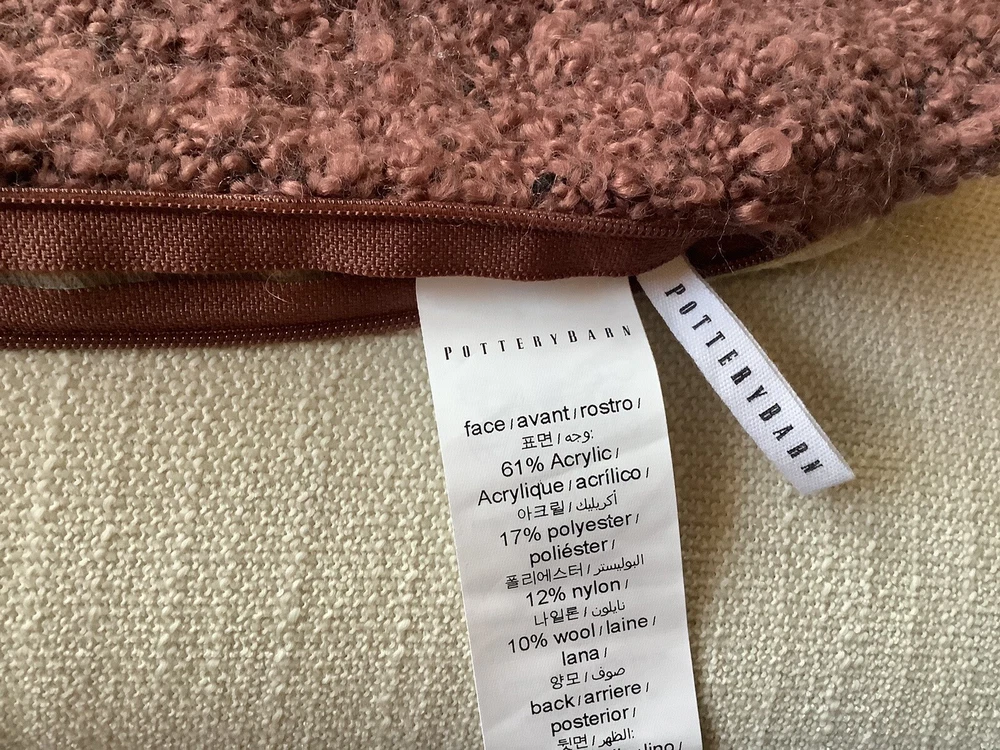 POTTERYBARN
face / avant / rostro /
표면 / وجه:
61% Acrylic /
Acrylique / acrílico /
아크릴 / أكريليك
17% polyester /
poliéster /
폴리에스터 / البوليستر
12% nylon /
나일론 / نايلون
10% wool / laine /
lana /
양모 / صوف
back / arriere /
posterior /
뒷면 / الظهر:
POTTERYBARN